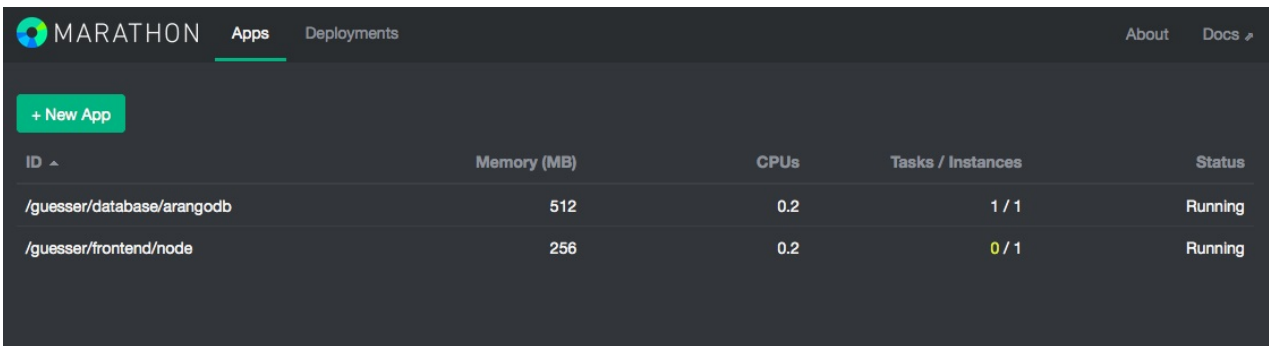 MARATHON Apps Deployments About Docs
+ New App
ID Memory (MB) CPUs Tasks / Instances Status
/guesser/database/arangodb 512 0.2 1 / 1 Running
/guesser/frontend/node 256 0.2 0 / 1 Running